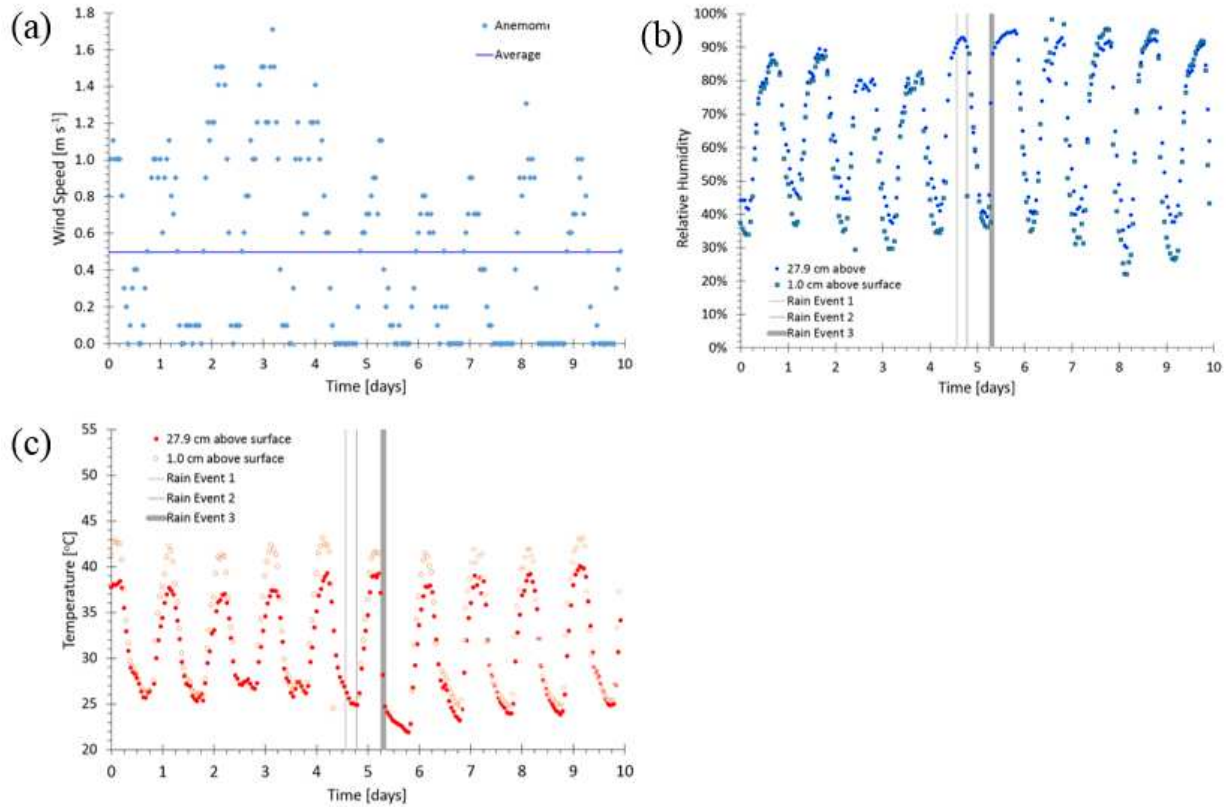 (a)
Wind Speed [m s⁻¹]
1.8
1.6
1.4
1.2
1.0
0.8
0.6
0.4
0.2
0.0
Anemom
Average
0 1 2 3 4 5 6 7 8 9 10
Time [days]
(b)
Relative Humidity
100%
90%
80%
70%
60%
50%
40%
30%
20%
10%
0%
27.9 cm above
1.0 cm above surface
Rain Event 1
Rain Event 2
Rain Event 3
0 1 2 3 4 5 6 7 8 9 10
Time [days]
(c)
Temperature [°C]
55
50
45
40
35
30
25
20
27.9 cm above surface
1.0 cm above surface
Rain Event 1
Rain Event 2
Rain Event 3
0 1 2 3 4 5 6 7 8 9 10
Time [days]